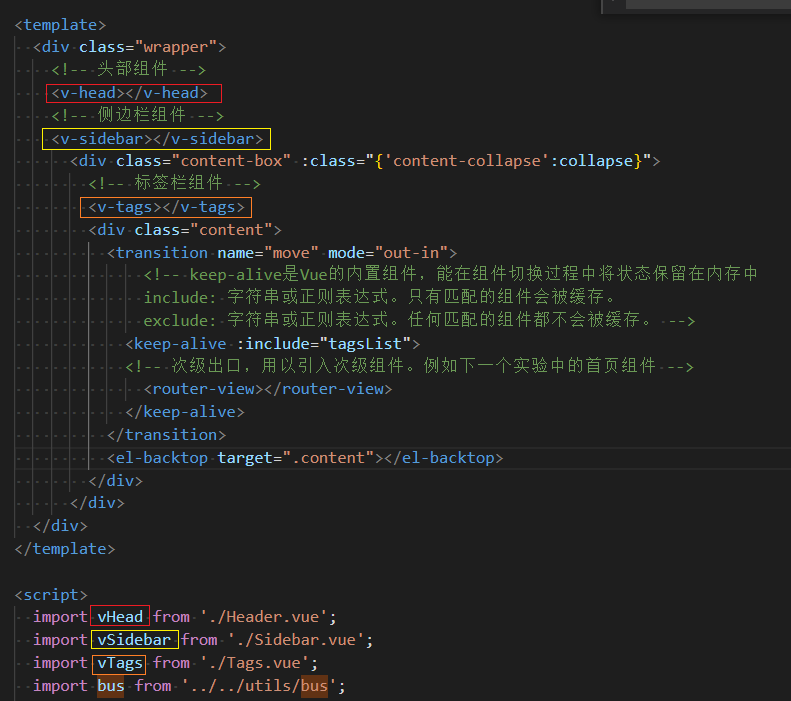 <template>
<div class="wrapper">
<!-- 头部组件 -->
<v-head></v-head>
<!-- 侧边栏组件 -->
<v-sidebar></v-sidebar>
<div class="content-box" :class="{'content-collapse':collapse}">
<!-- 标签栏组件 -->
<v-tags></v-tags>
<div class="content">
<transition name="move" mode="out-in">
<!-- keep-alive是Vue的内置组件，能在组件切换过程中将状态保留在内存中
include: 字符串或正则表达式。只有匹配的组件会被缓存。
exclude: 字符串或正则表达式。任何匹配的组件都不会被缓存。 -->
<keep-alive :include="tagsList">
<!-- 次级出口，用以引入次级组件。例如下一个实验中的首页组件 -->
<router-view></router-view>
</keep-alive>
</transition>
<el-backtop target=".content"></el-backtop>
</div>
</div>
</div>
</template>
<script>
import vHead from './Header.vue';
import vSidebar from './Sidebar.vue';
import vTags from './Tags.vue';
import bus from '../../utils/bus';